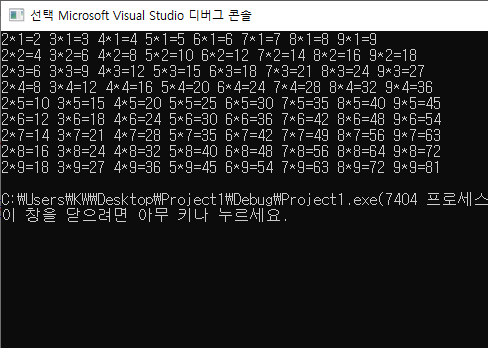 선택 Microsoft Visual Studio 디버그 콘솔
2*1=2 3*1=3 4*1=4 5*1=5 6*1=6 7*1=7 8*1=8 9*1=9
2*2=4 3*2=6 4*2=8 5*2=10 6*2=12 7*2=14 8*2=16 9*2=18
2*3=6 3*3=9 4*3=12 5*3=15 6*3=18 7*3=21 8*3=24 9*3=27
2*4=8 3*4=12 4*4=16 5*4=20 6*4=24 7*4=28 8*4=32 9*4=36
2*5=10 3*5=15 4*5=20 5*5=25 6*5=30 7*5=35 8*5=40 9*5=45
2*6=12 3*6=18 4*6=24 5*6=30 6*6=36 7*6=42 8*6=48 9*6=54
2*7=14 3*7=21 4*7=28 5*7=35 6*7=42 7*7=49 8*7=56 9*7=63
2*8=16 3*8=24 4*8=32 5*8=40 6*8=48 7*8=56 8*8=64 9*8=72
2*9=18 3*9=27 4*9=36 5*9=45 6*9=54 7*9=63 8*9=72 9*9=81
C:₩Users₩KW₩Desktop₩Project1₩Debug₩Project1.exe(7404 프로세스
이 창을 닫으려면 아무 키나 누르세요.